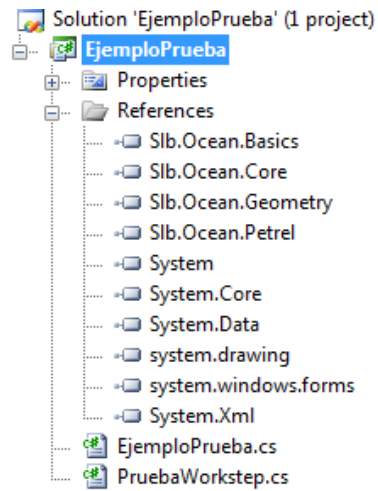 Solution 'EjemploPrueba' (1 project)
EjemploPrueba
Properties
References
Slb.Ocean.Basics
Slb.Ocean.Core
Slb.Ocean.Geometry
Slb.Ocean.Petrel
System
System.Core
System.Data
system.drawing
system.windows.forms
System.Xml
EjemploPrueba.cs
PruebaWorkstep.cs